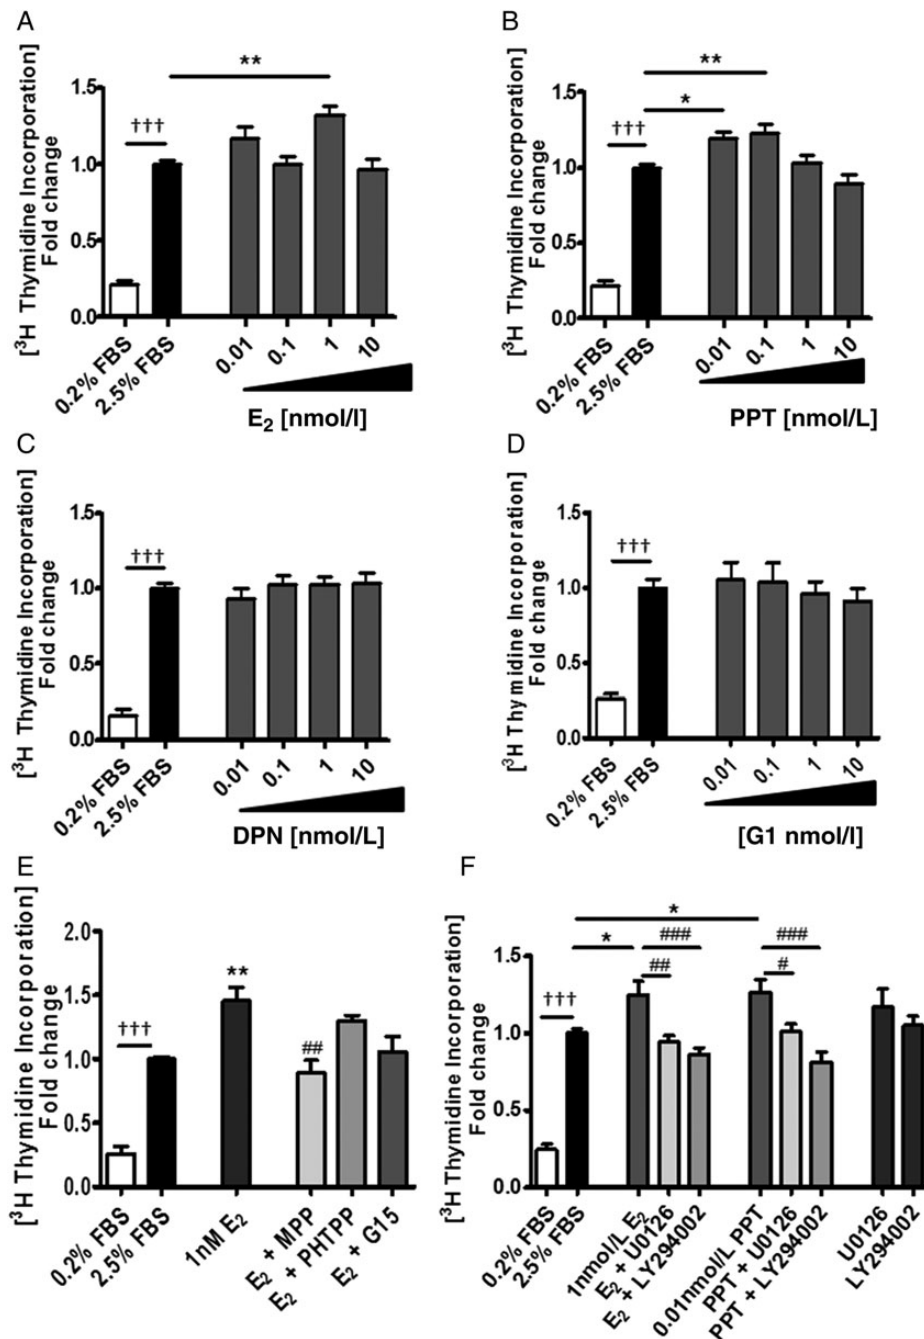 A
[³H Thymidine Incorporation]
Fold change
1.5
1.0
0.5
0.0
†††
**
0.2% FBS
2.5% FBS
0.01
0.1
1
10
E₂ [nmol/l]
B
[³H Thymidine Incorporation]
Fold change
1.5
1.0
0.5
0.0
†††
**
*
0.2% FBS
2.5% FBS
0.01
0.1
1
10
PPT [nmol/L]
C
[³H Thymidine Incorporation]
Fold change
1.5
1.0
0.5
0.0
†††
0.2% FBS
2.5% FBS
0.01
0.1
1
10
DPN [nmol/L]
D
[³H Thymidine Incorporation]
Fold change
1.5
1.0
0.5
0.0
†††
0.2% FBS
2.5% FBS
0.01
0.1
1
10
[G1 nmol/l]
E
[³H Thymidine Incorporation]
Fold change
2.0
1.5
1.0
0.5
0.0
†††
**
##
0.2% FBS
2.5% FBS
1nM E₂
E₂ + MPP
E₂ + PHTPP
E₂ + G15
F
[³H Thymidine Incorporation]
Fold change
1.5
1.0
0.5
0.0
†††
*
*
###
##
###
#
0.2% FBS
2.5% FBS
1nmol/L E₂
E₂ + U0126
E₂ + LY294002
0.01nmol/L PPT
PPT + U0126
PPT + LY294002
U0126
LY294002